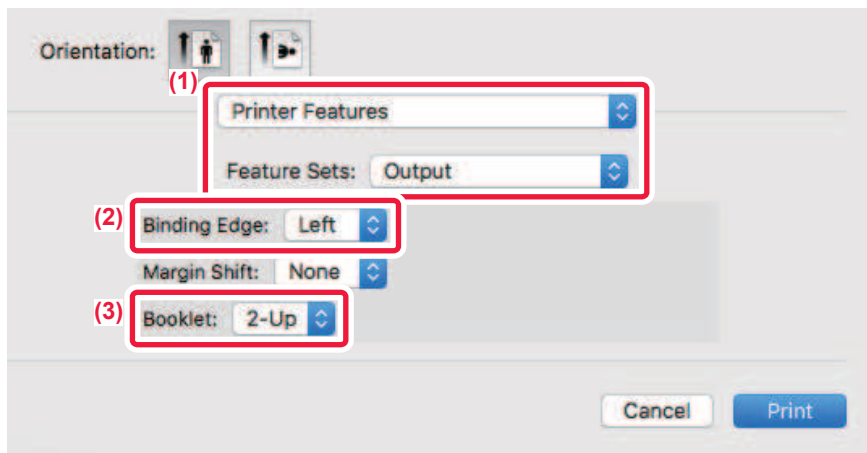 Orientation:
(1)
Printer Features
Feature Sets: Output
(2) Binding Edge: Left
Margin Shift: None
(3) Booklet: 2-Up
Cancel Print